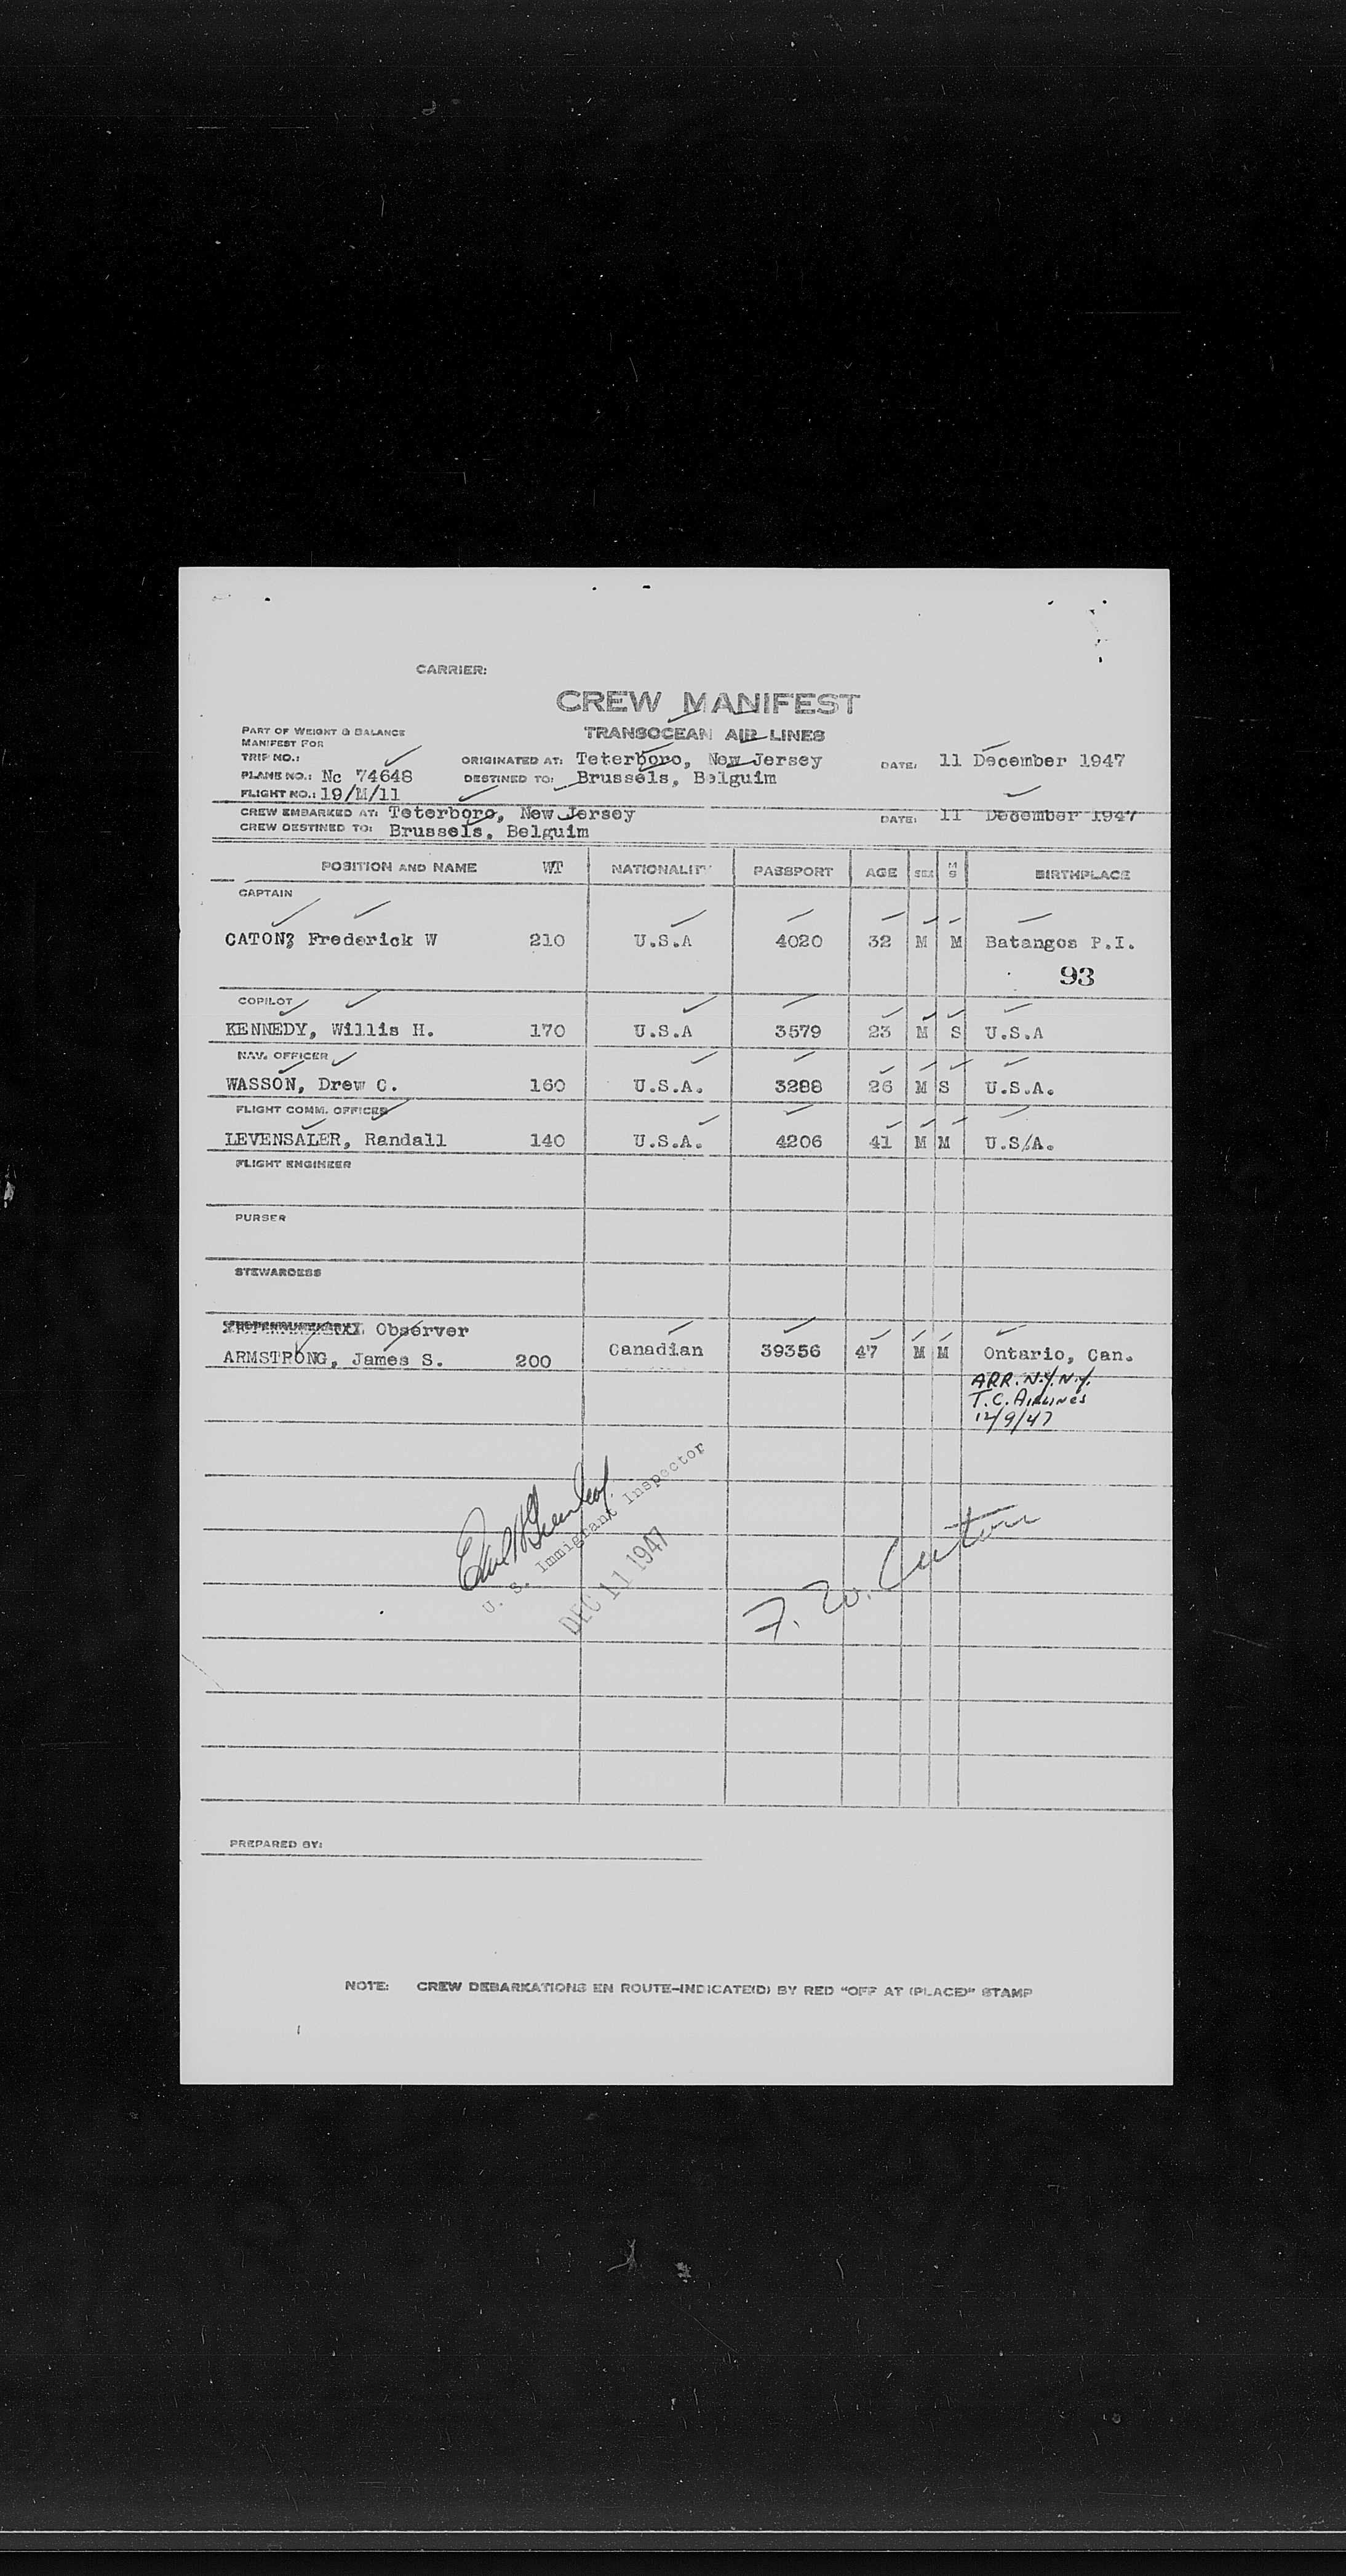 CARRIER:
CREW MANIFEST
PART OF WEIGHT & BALANCE
TRANSOCEAN AIR LINES
MANIFEST FOR
TRIP NO.:
ORIGINATED AT: Teterboro, New Jersey DATE: 11 December 1947
PLANE NO.: Nc 74648 DESTINED TO: Brussels, Belguim
FLIGHT NO.: 19/M/11
CREW EMBARKED AT: Teterboro, New Jersey DATE: 11 December 1947
CREW DESTINED TO: Brussels, Belguim
POSITION AND NAME WT NATIONALITY PASSPORT AGE SEX M S BIRTHPLACE
CAPTAIN
CATON, Frederick W 210 U.S.A 4020 32 M M Batangos P.I.
93
COPILOT
KENNEDY, Willis H. 170 U.S.A 3579 23 M S U.S.A
NAV. OFFICER
WASSON, Drew C. 160 U.S.A. 3288 26 M S U.S.A.
FLIGHT COMM. OFFICER
LEVENSALER, Randall 140 U.S.A. 4206 41 M M U.S/A.
FLIGHT ENGINEER
PURSER
STEWARDESS
Observer
ARMSTRONG, James S. 200 Canadian 39356 47 M M Ontario, Can.
ARR. N.Y. N.Y.
T.C. AIRLINES
12/9/47
U. S. Immigrant Inspector
DEC 11 1947
F. W. Caton
PREPARED BY:
NOTE: CREW DEBARKATIONS EN ROUTE-INDICATE(D) BY RED "OFF AT (PLACE)" STAMP